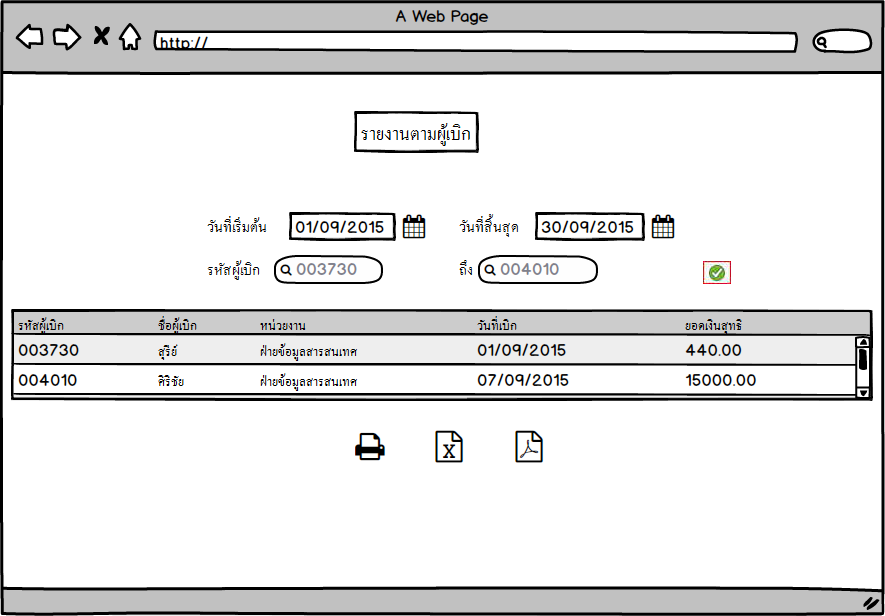 A Web Page
http://
รายงานตามผู้เบิก
วันที่เริ่มต้น 01/09/2015 วันที่สิ้นสุด 30/09/2015
รหัสผู้เบิก 003730 ถึง 004010
รหัสผู้เบิก ชื่อผู้เบิก หน่วยงาน วันที่เบิก ยอดเงินสุทธิ
003730 สุรีย์ ฝ่ายข้อมูลสารสนเทศ 01/09/2015 440.00
004010 ศิริชัย ฝ่ายข้อมูลสารสนเทศ 07/09/2015 15000.00
X